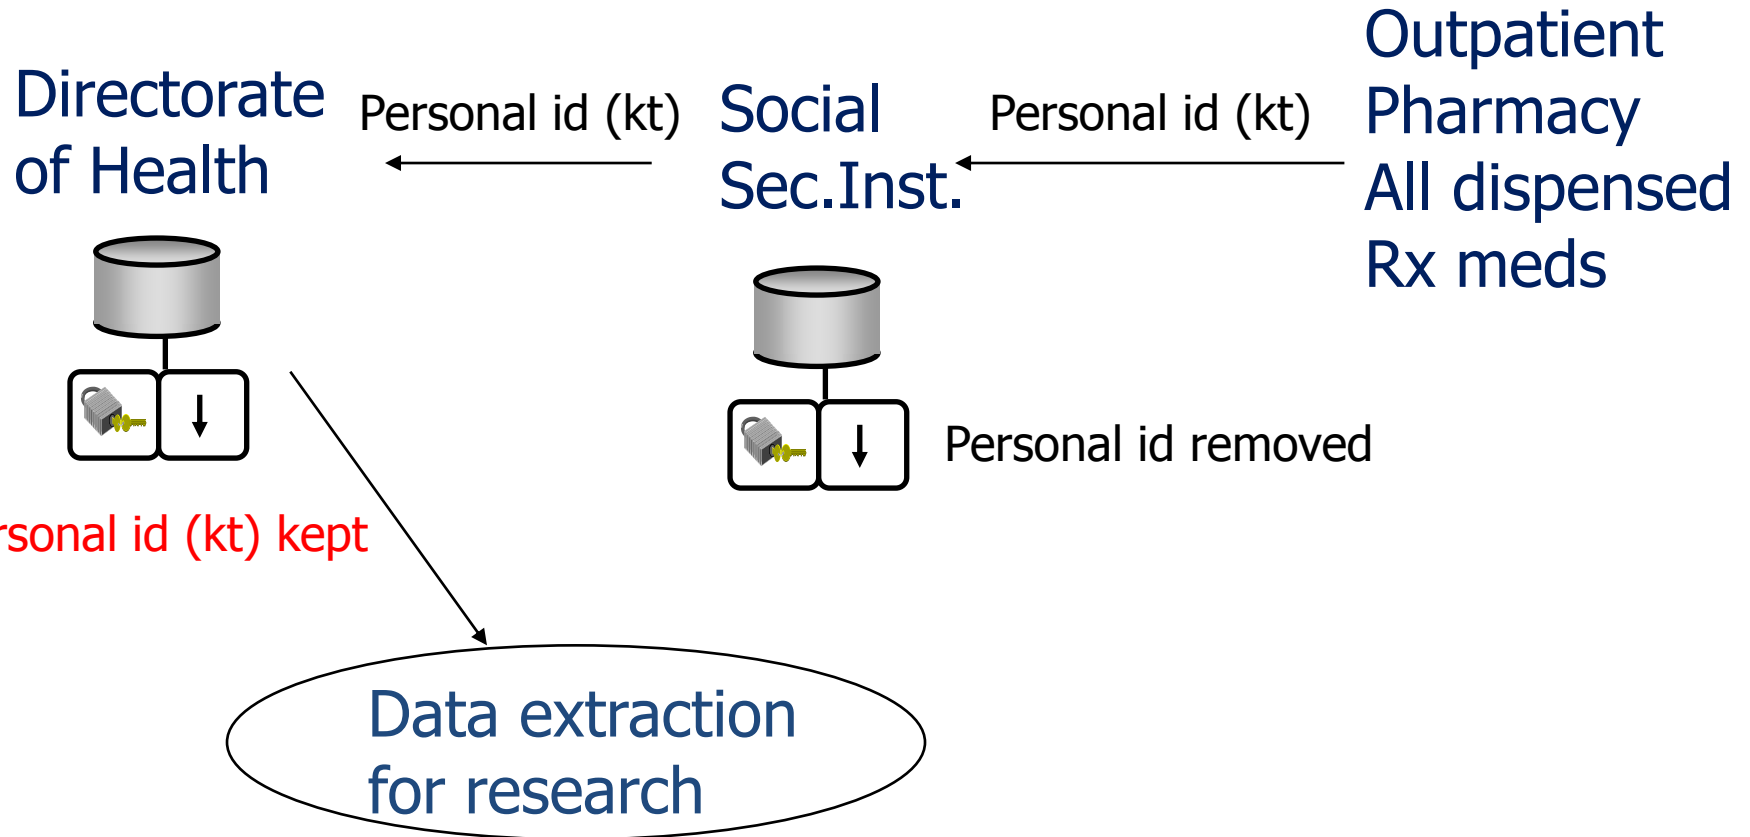 Directorate
of Health
Personal id (kt)
Social
Sec.Inst.
Personal id (kt)
Outpatient
Pharmacy
All dispensed
Rx meds
Personal id removed
rsonal id (kt) kept
Data extraction
for research